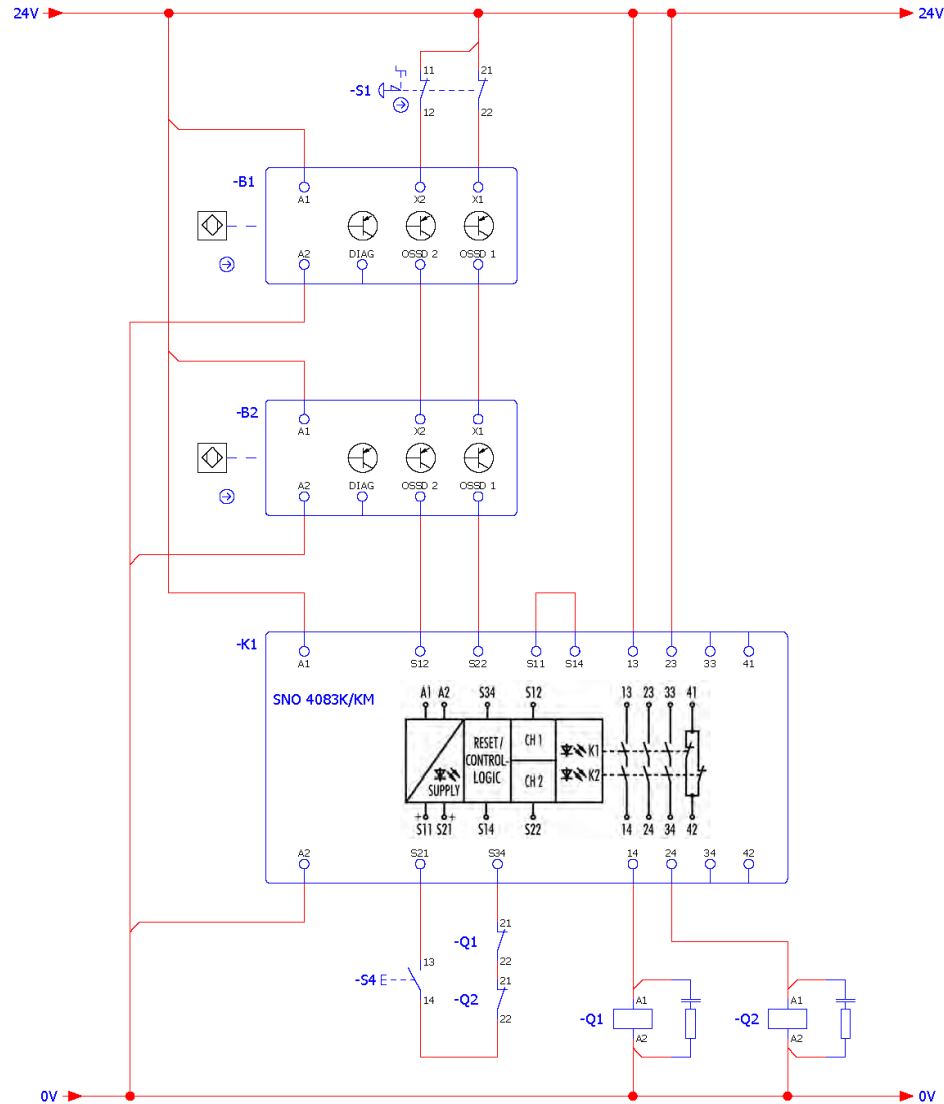 24V 24V
11 21
-S1
12 22
-B1
A1 X2 X1
A2 DIAG OSSD 2 OSSD 1
-B2
A1 X2 X1
A2 DIAG OSSD 2 OSSD 1
-K1
A1 S12 S22 S11 S14 13 23 33 41
SNO 4083K/KM
A1 A2 S34 S12 13 23 33 41
RESET/ CONTROL- LOGIC
CH 1
K1
SUPPLY
CH 2
K2
+ S11 S21 + S14 S22 14 24 34 42
A2 S21 S34 14 24 34 42
21
-Q1
22
13
-S4 E
14
21
-Q2
22
A1
-Q1
A2
A1
-Q2
A2
0V 0V